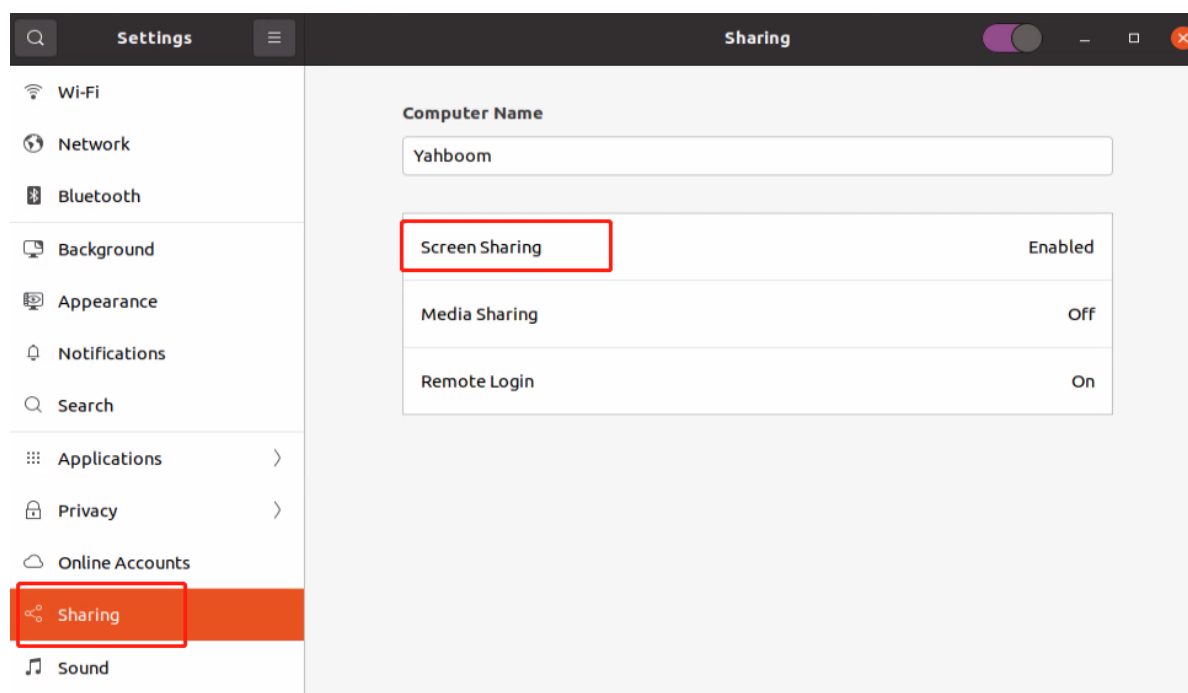 Settings
Sharing
Wi-Fi
Network
Bluetooth
Background
Appearance
Notifications
Search
Applications
Privacy
Online Accounts
Sharing
Sound
Computer Name
Yahboom
Screen Sharing Enabled
Media Sharing Off
Remote Login On